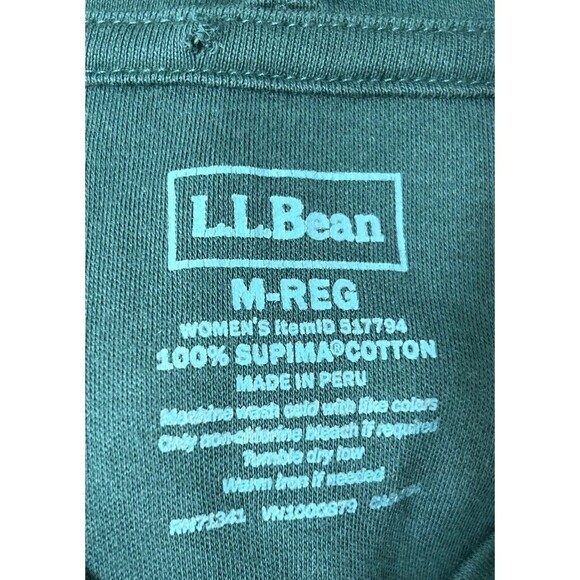 L.L.Bean
M-REG
WOMEN'S ItemID 517794
100% SUPIMA® COTTON
MADE IN PERU
Machine wash cold with like colors
Only non-chlorine bleach if required
Tumble dry low
Warm iron if needed
RN71341